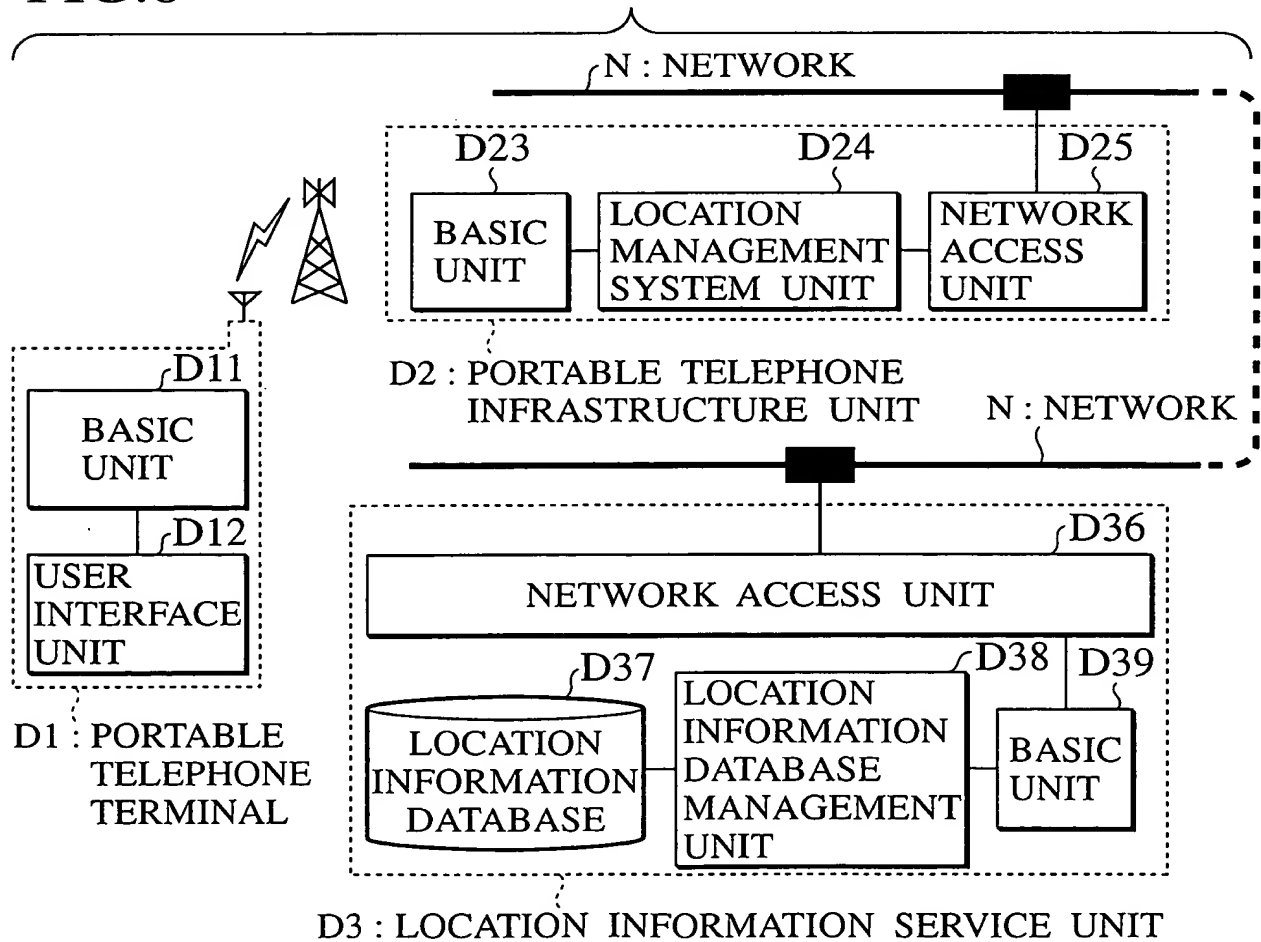 N : NETWORK
D23
D24
D25
BASIC
UNIT
LOCATION
MANAGEMENT
SYSTEM UNIT
NETWORK
ACCESS
UNIT
D2 : PORTABLE TELEPHONE
INFRASTRUCTURE UNIT
D11
BASIC
UNIT
D12
USER
INTERFACE
UNIT
D1 : PORTABLE
TELEPHONE
TERMINAL
N : NETWORK
D36
NETWORK ACCESS UNIT
D37
D38
D39
LOCATION
INFORMATION
DATABASE
LOCATION
INFORMATION
DATABASE
MANAGEMENT
UNIT
BASIC
UNIT
D3 : LOCATION INFORMATION SERVICE UNIT